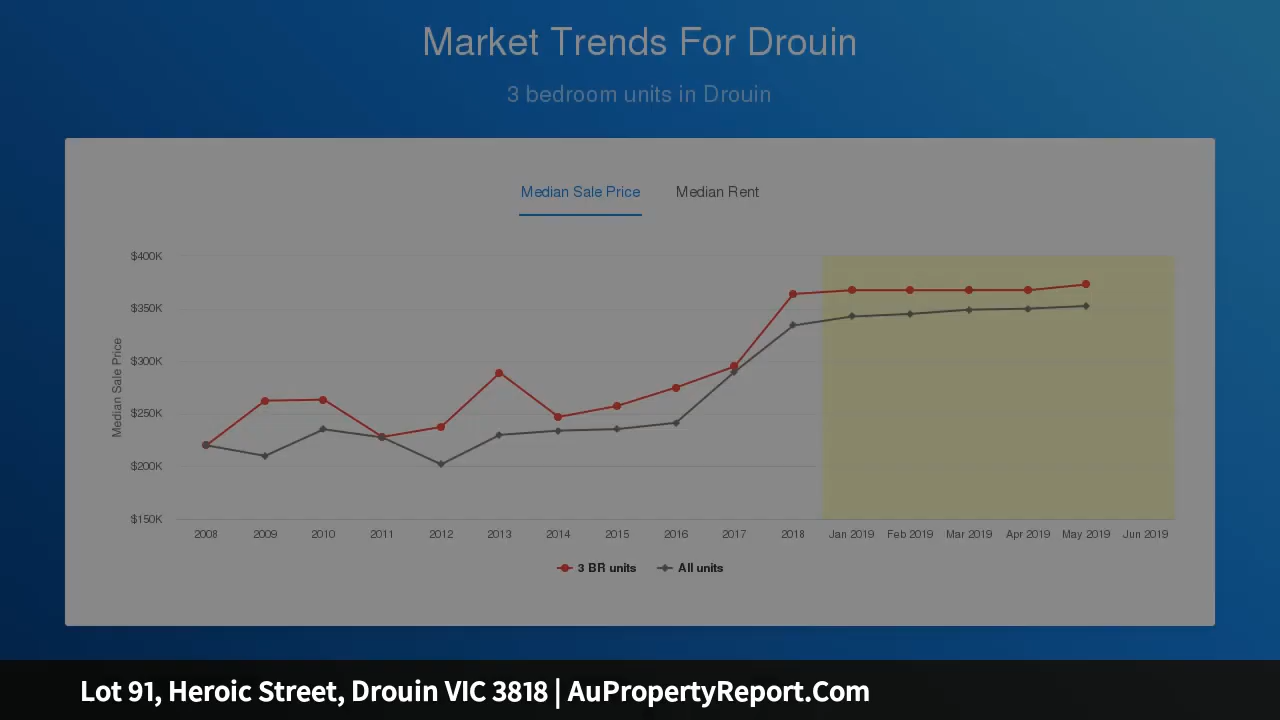 Market Trends For Drouin
3 bedroom units in Drouin
Median Sale Price Median Rent
Median Sale Price
$400K
$350K
$300K
$250K
$200K
$150K
2008 2009 2010 2011 2012 2013 2014 2015 2016 2017 2018 Jan 2019 Feb 2019 Mar 2019 Apr 2019 May 2019 Jun 2019
3 BR units All units
Lot 91, Heroic Street, Drouin VIC 3818 | AuPropertyReport.Com